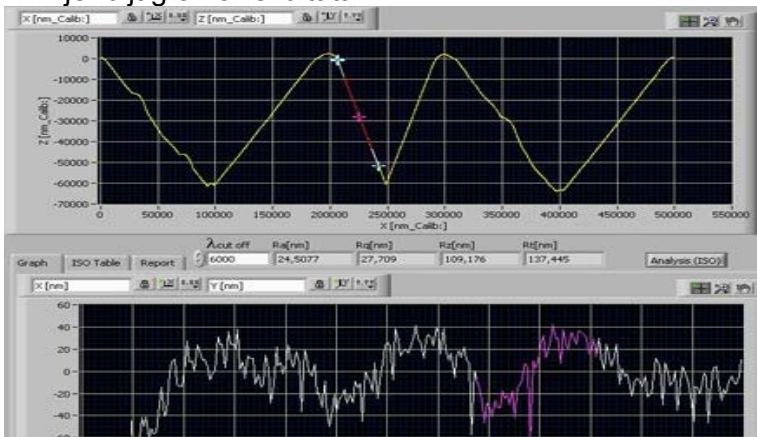 X [nm_Calib:] Z [nm_Calib:]
10000
0
-10000
-20000
-30000
-40000
-50000
-60000
-70000
Z [nm_Calib:]
0 50000 100000 150000 200000 250000 300000 350000 400000 450000 500000 550000
X [nm_Calib:]
λcut off Ra[nm] Rq[nm] Rz[nm] Rt[nm]
Graph ISO Table Report 6000 24,5077 27,709 109,176 137,445 Analysis (ISO)
X [nm] Y [nm]
60
40
20
0
-20
-40